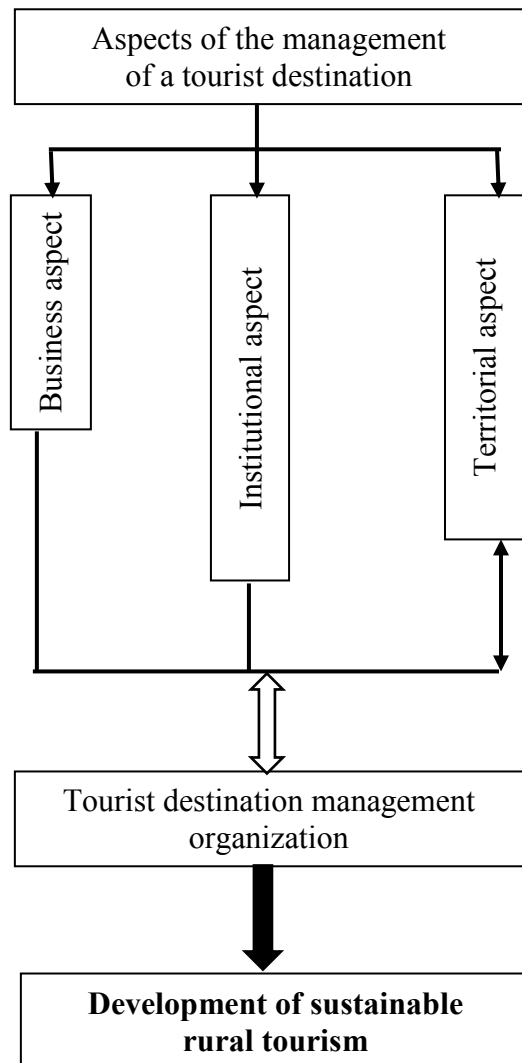 Aspects of the management
of a tourist destination
Business aspect
Institutional aspect
Territorial aspect
Tourist destination management
organization
Development of sustainable
rural tourism